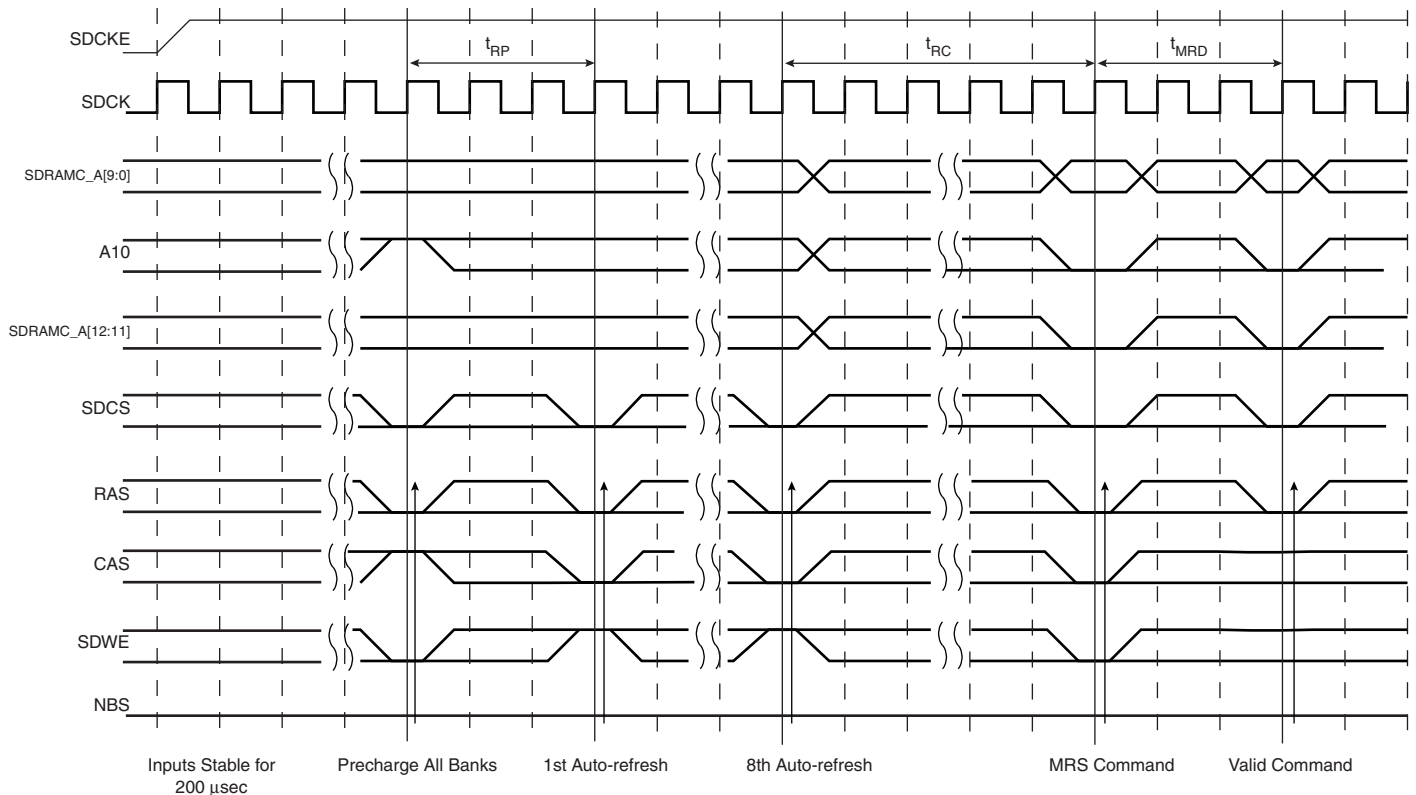 SDCKE
tRP
tRC
tMRD
SDCK
SDRAMC_A[9:0]
A10
SDRAMC_A[12:11]
SDCS
RAS
CAS
SDWE
NBS
Inputs Stable for
200 μsec
Precharge All Banks
1st Auto-refresh
8th Auto-refresh
MRS Command
Valid Command